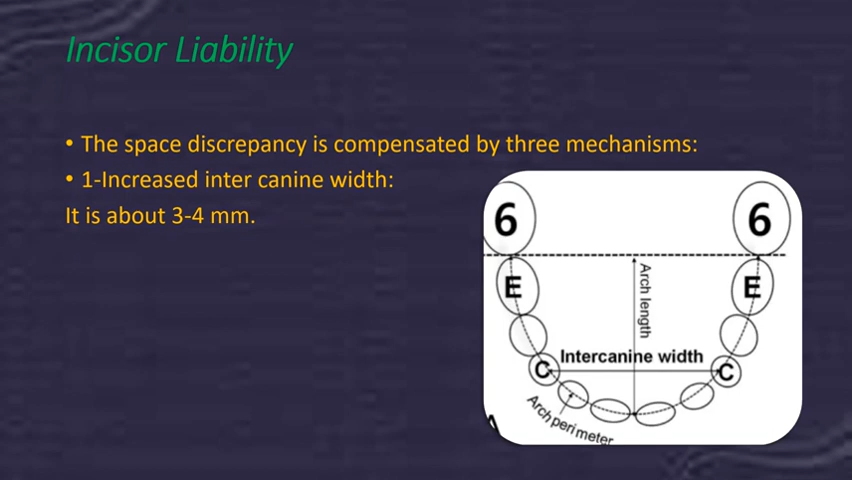 Incisor Liability
• The space discrepancy is compensated by three mechanisms:
• 1-Increased inter canine width:
It is about 3-4 mm.
6
6
E
E
Arch length
Intercanine width
C
C
Arch perimeter
A